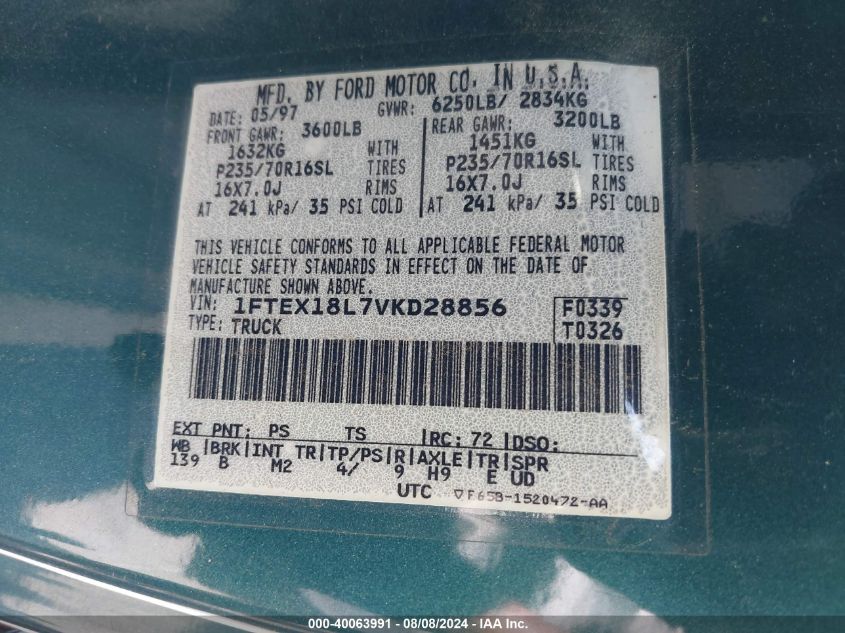 MFD. BY FORD MOTOR CO. IN U.S.A.
DATE: 05/97 GVWR: 6250LB/ 2834KG
FRONT GAWR: 3600LB REAR GAWR: 3200LB
1632KG WITH 1451KG WITH
P235/70R16SL TIRES P235/70R16SL TIRES
16X7.0J RIMS 16X7.0J RIMS
AT 241 kPa/ 35 PSI COLD AT 241 kPa/ 35 PSI COLD
THIS VEHICLE CONFORMS TO ALL APPLICABLE FEDERAL MOTOR
VEHICLE SAFETY STANDARDS IN EFFECT ON THE DATE OF
MANUFACTURE SHOWN ABOVE.
VIN: 1FTEX18L7VKD28856 F0339
TYPE: TRUCK T0326
EXT PNT: PS TS RC: 72 DSO:
WB BRK INT TR TP/PS R AXLE TR SPR
139 B M2 4/ 9 H9 E UD
UTC ▽F65B-1520472-AA
000-40063991 - 08/08/2024 - IAAI.com